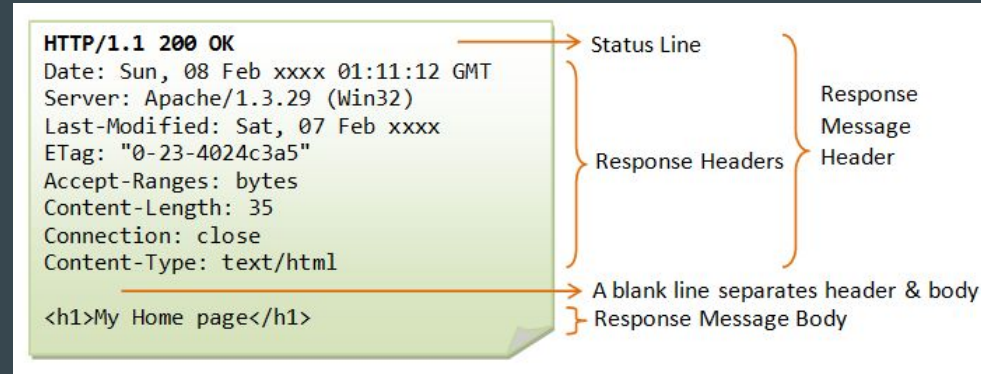 HTTP/1.1 200 OK
Date: Sun, 08 Feb xxxx 01:11:12 GMT
Server: Apache/1.3.29 (Win32)
Last-Modified: Sat, 07 Feb xxxx
ETag: "0-23-4024c3a5"
Accept-Ranges: bytes
Content-Length: 35
Connection: close
Content-Type: text/html
<h1>My Home page</h1>
Status Line
Response Headers
A blank line separates header & body
Response Message Body
Response
Message
Header